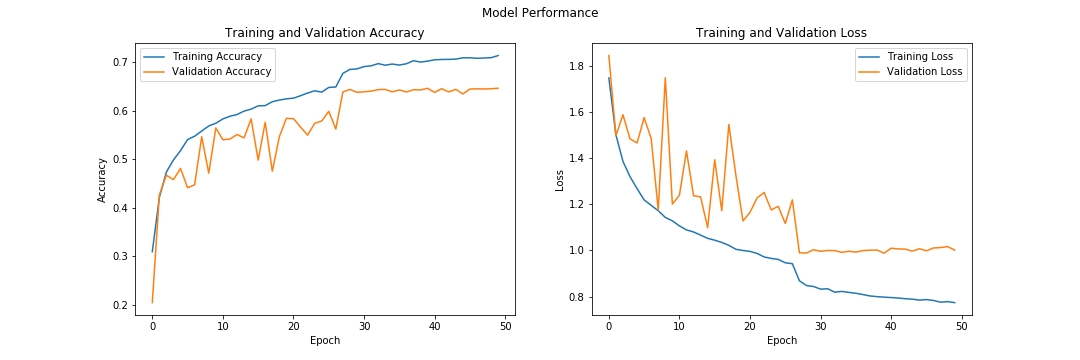 Model Performance
Training and Validation Accuracy
Training Accuracy
Validation Accuracy
0.7
0.6
0.5
0.4
0.3
0.2
Accuracy
0
10
20
30
40
50
Epoch
Training and Validation Loss
Training Loss
Validation Loss
1.8
1.6
1.4
1.2
1.0
0.8
Loss
0
10
20
30
40
50
Epoch